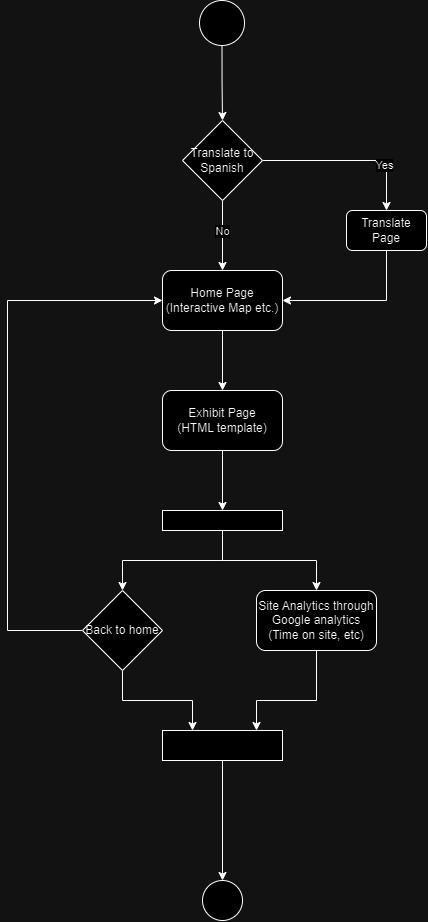 Translate to
Spanish
Yes
Translate
Page
No
Home Page
(Interactive Map etc.)
Exhibit Page
(HTML template)
Back to home
Site Analytics through
Google analytics
(Time on site, etc)